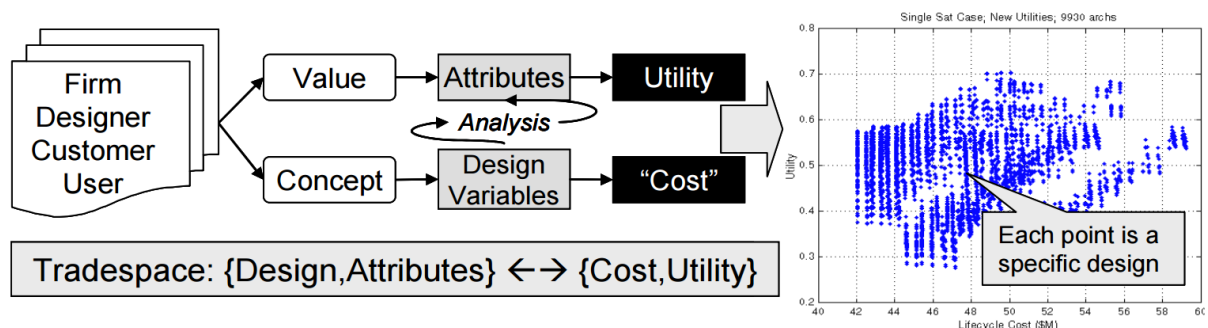 Firm
Designer
Customer
User
Value
Attributes
Utility
Analysis
Concept
Design
Variables
“Cost”
Tradespace: {Design,Attributes} ←→ {Cost,Utility}
Single Sat Case; New Utilities; 9930 archs
Utility
0.8
0.7
0.6
0.5
0.4
0.3
0.2
Each point is a
specific design
40 42 44 46 48 50 52 54 56 58 60
Lifecycle Cost ($M)